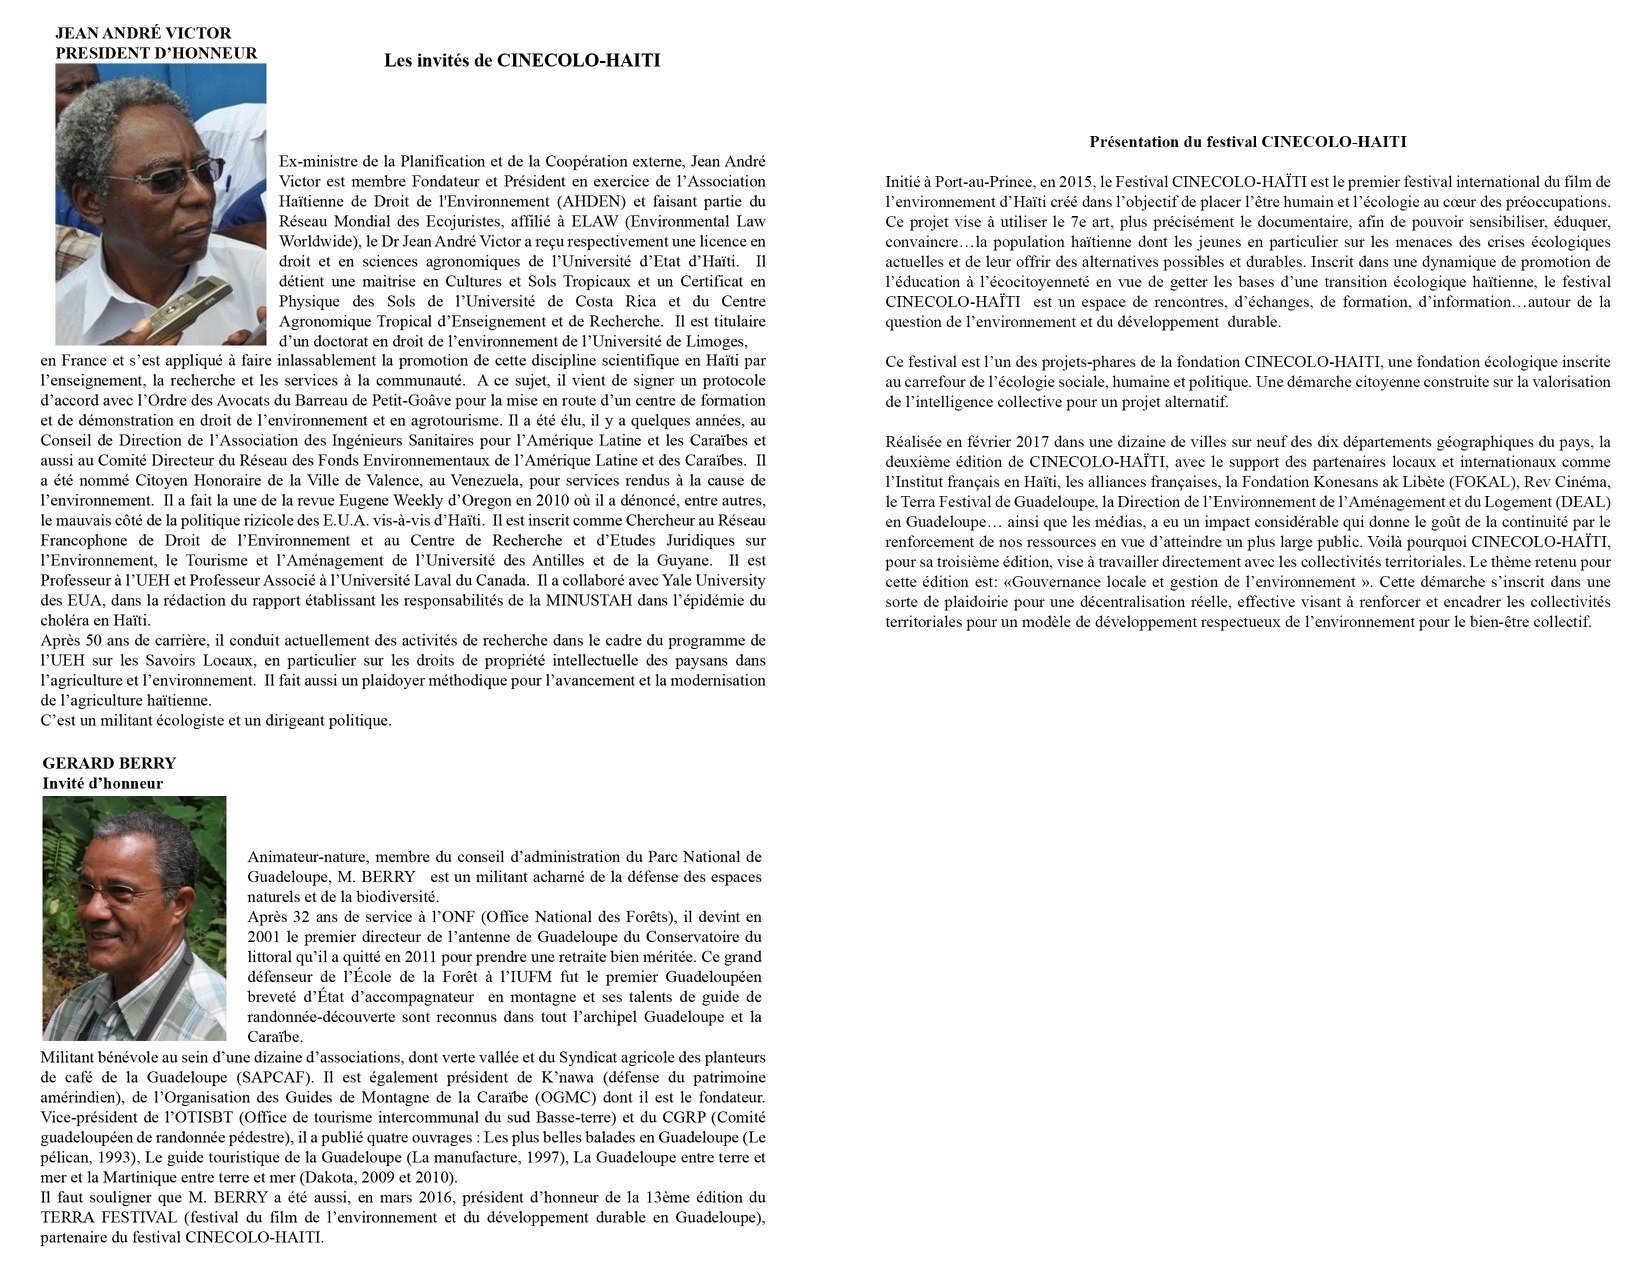 JEAN ANDRÉ VICTOR
PRESIDENT D’HONNEUR
Les invités de CINECOLO-HAITI
Ex-ministre de la Planification et de la Coopération externe, Jean André
Victor est membre Fondateur et Président en exercice de l’Association
Haïtienne de Droit de l'Environnement (AHDEN) et faisant partie du
Réseau Mondial des Ecojuristes, affilié à ELAW (Environmental Law
Worldwide), le Dr Jean André Victor a reçu respectivement une licence en
droit et en sciences agronomiques de l’Université d’Etat d’Haïti. Il
détient une maitrise en Cultures et Sols Tropicaux et un Certificat en
Physique des Sols de l’Université de Costa Rica et du Centre
Agronomique Tropical d’Enseignement et de Recherche. Il est titulaire
d’un doctorat en droit de l’environnement de l’Université de Limoges,
en France et s’est appliqué à faire inlassablement la promotion de cette discipline scientifique en Haïti par
l’enseignement, la recherche et les services à la communauté. A ce sujet, il vient de signer un protocole
d’accord avec l’Ordre des Avocats du Barreau de Petit-Goâve pour la mise en route d’un centre de formation
et de démonstration en droit de l’environnement et en agrotourisme. Il a été élu, il y a quelques années, au
Conseil de Direction de l’Association des Ingénieurs Sanitaires pour l’Amérique Latine et les Caraïbes et
aussi au Comité Directeur du Réseau des Fonds Environnementaux de l’Amérique Latine et des Caraïbes. Il
a été nommé Citoyen Honoraire de la Ville de Valence, au Venezuela, pour services rendus à la cause de
l’environnement. Il a fait la une de la revue Eugene Weekly d’Oregon en 2010 où il a dénoncé, entre autres,
le mauvais côté de la politique rizicole des E.U.A. vis-à-vis d’Haïti. Il est inscrit comme Chercheur au Réseau
Francophone de Droit de l’Environnement et au Centre de Recherche et d’Etudes Juridiques sur
l’Environnement, le Tourisme et l’Aménagement de l’Université des Antilles et de la Guyane. Il est
Professeur à l’UEH et Professeur Associé à l’Université Laval du Canada. Il a collaboré avec Yale University
des EUA, dans la rédaction du rapport établissant les responsabilités de la MINUSTAH dans l’épidémie du
choléra en Haïti.
Après 50 ans de carrière, il conduit actuellement des activités de recherche dans le cadre du programme de
l’UEH sur les Savoirs Locaux, en particulier sur les droits de propriété intellectuelle des paysans dans
l’agriculture et l’environnement. Il fait aussi un plaidoyer méthodique pour l’avancement et la modernisation
de l’agriculture haïtienne.
C’est un militant écologiste et un dirigeant politique.
GERARD BERRY
Invité d’honneur
Animateur-nature, membre du conseil d’administration du Parc National de
Guadeloupe, M. BERRY est un militant acharné de la défense des espaces
naturels et de la biodiversité.
Après 32 ans de service à l’ONF (Office National des Forêts), il devint en
2001 le premier directeur de l’antenne de Guadeloupe du Conservatoire du
littoral qu’il a quitté en 2011 pour prendre une retraite bien méritée. Ce grand
défenseur de l’École de la Forêt à l’IUFM fut le premier Guadeloupéen
breveté d’État d’accompagnateur en montagne et ses talents de guide de
randonnée-découverte sont reconnus dans tout l’archipel Guadeloupe et la
Caraïbe.
Militant bénévole au sein d’une dizaine d’associations, dont verte vallée et du Syndicat agricole des planteurs
de café de la Guadeloupe (SAPCAF). Il est également président de K’nawa (défense du patrimoine
amérindien), de l’Organisation des Guides de Montagne de la Caraïbe (OGMC) dont il est le fondateur.
Vice-président de l’OTISBT (Office de tourisme intercommunal du sud Basse-terre) et du CGRP (Comité
guadeloupéen de randonnée pédestre), il a publié quatre ouvrages : Les plus belles balades en Guadeloupe (Le
pélican, 1993), Le guide touristique de la Guadeloupe (La manufacture, 1997), La Guadeloupe entre terre et
mer et la Martinique entre terre et mer (Dakota, 2009 et 2010).
Il faut souligner que M. BERRY a été aussi, en mars 2016, président d’honneur de la 13ème édition du
TERRA FESTIVAL (festival du film de l’environnement et du développement durable en Guadeloupe),
partenaire du festival CINECOLO-HAITI.
Présentation du festival CINECOLO-HAITI
Initié à Port-au-Prince, en 2015, le Festival CINECOLO-HAÏTI est le premier festival international du film de
l’environnement d’Haïti créé dans l’objectif de placer l’être humain et l’écologie au cœur des préoccupations.
Ce projet vise à utiliser le 7e art, plus précisément le documentaire, afin de pouvoir sensibiliser, éduquer,
convaincre…la population haïtienne dont les jeunes en particulier sur les menaces des crises écologiques
actuelles et de leur offrir des alternatives possibles et durables. Inscrit dans une dynamique de promotion de
l’éducation à l’écocitoyenneté en vue de getter les bases d’une transition écologique haïtienne, le festival
CINECOLO-HAÏTI est un espace de rencontres, d’échanges, de formation, d’information…autour de la
question de l’environnement et du développement durable.
Ce festival est l’un des projets-phares de la fondation CINECOLO-HAITI, une fondation écologique inscrite
au carrefour de l’écologie sociale, humaine et politique. Une démarche citoyenne construite sur la valorisation
de l’intelligence collective pour un projet alternatif.
Réalisée en février 2017 dans une dizaine de villes sur neuf des dix départements géographiques du pays, la
deuxième édition de CINECOLO-HAÏTI, avec le support des partenaires locaux et internationaux comme
l’Institut français en Haïti, les alliances françaises, la Fondation Konesans ak Libète (FOKAL), Rev Cinéma,
le Terra Festival de Guadeloupe, la Direction de l’Environnement de l’Aménagement et du Logement (DEAL)
en Guadeloupe… ainsi que les médias, a eu un impact considérable qui donne le goût de la continuité par le
renforcement de nos ressources en vue d’atteindre un plus large public. Voilà pourquoi CINECOLO-HAÏTI,
pour sa troisième édition, vise à travailler directement avec les collectivités territoriales. Le thème retenu pour
cette édition est: «Gouvernance locale et gestion de l’environnement ». Cette démarche s’inscrit dans une
sorte de plaidoirie pour une décentralisation réelle, effective visant à renforcer et encadrer les collectivités
territoriales pour un modèle de développement respectueux de l’environnement pour le bien-être collectif.